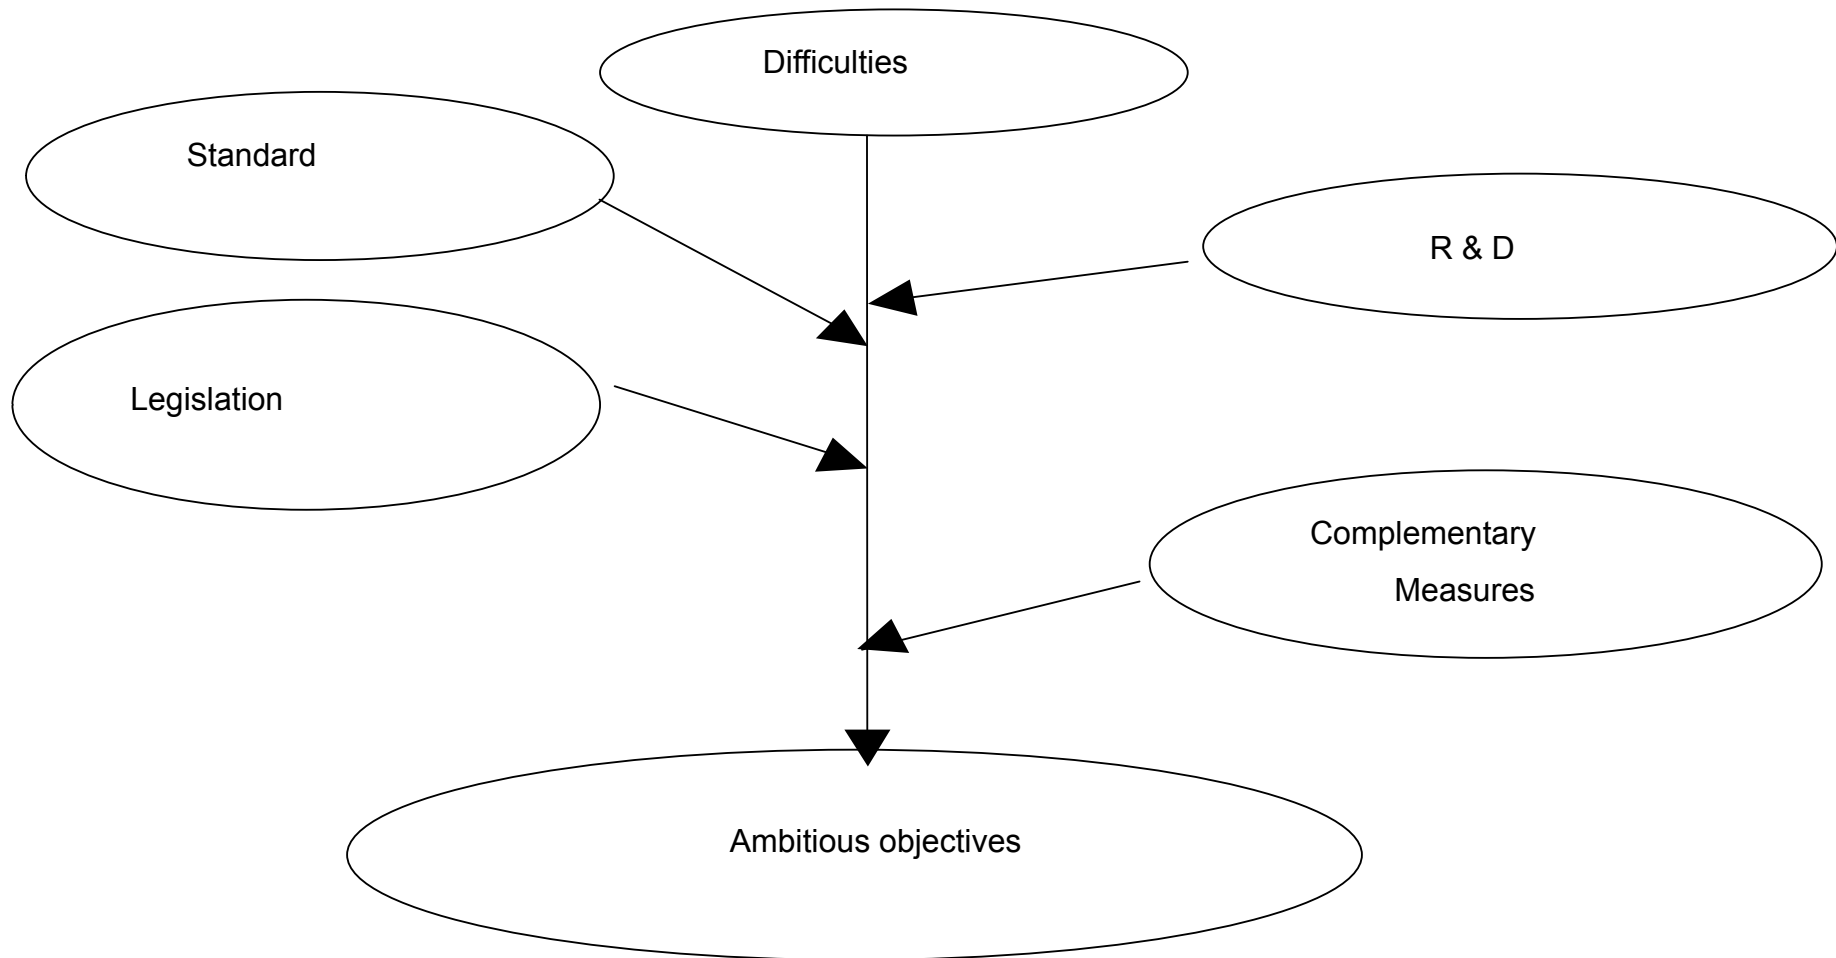 Difficulties
Standard
R & D
Legislation
Complementary
Measures
Ambitious objectives